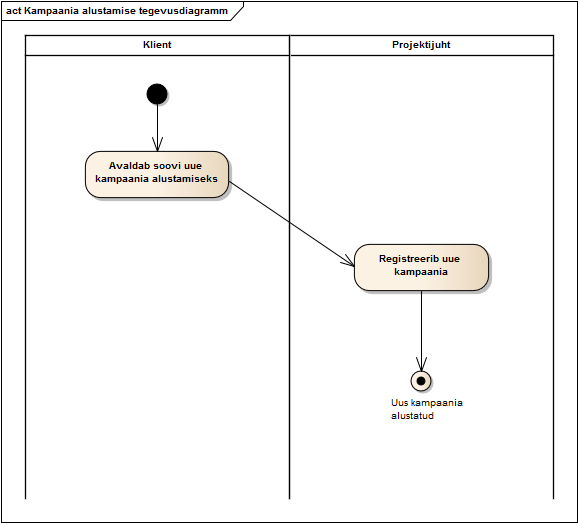 act Kampaania alustamise tegevusdiagramm
Klient
Projektijuht
Avaldab soovi uue
kampaania alustamiseks
Registreerib uue
kampaania
Uus kampaania
alustatud